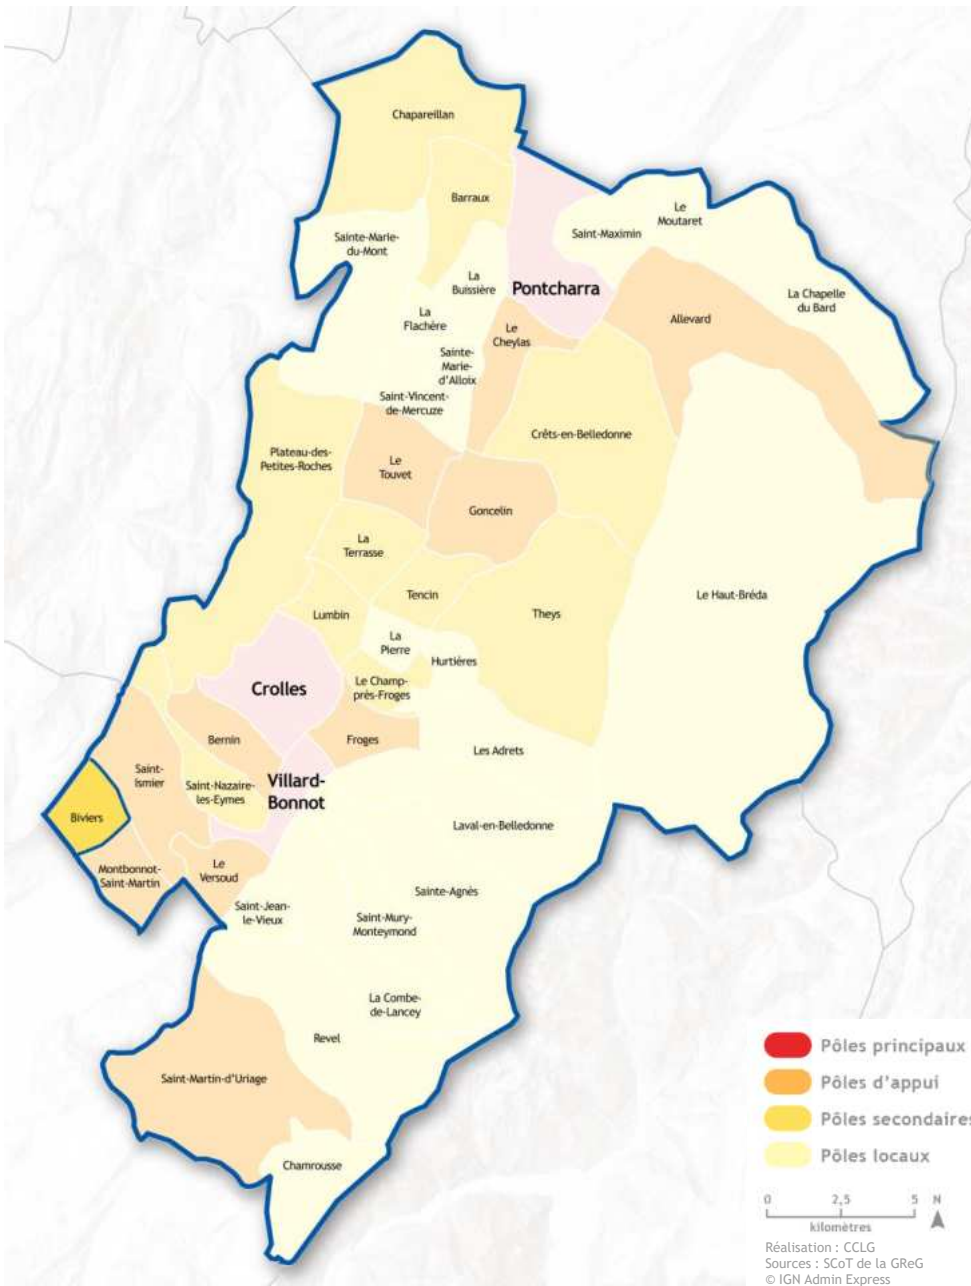 Chapareillan
Barraux
Le
Moutaret
Saint-Maximin
Sainte-Marie-
du-Mont
La
Buissière
Pontcharra
La Chapelle
du Bard
La
Flachère
Allevard
Le
Cheylas
Sainte-
Marie-
d'Alloix
Saint-Vincent-
de-Mercuze
Crêts-en-Belledonne
Plateau-des-
Petites-Roches
Le
Touvet
Goncelin
La
Terrasse
Tencin
Le Haut-Bréda
Lumbin
Theys
La
Pierre
Hurtières
Crolles
Le Champ-
près-Froges
Bernin
Froges
Les Adrets
Saint-
Ismier
Saint-Nazaire-
les-Eymes
Villard-
Bonnot
Biviers
Laval-en-Belledonne
Montbonnot-
Saint-Martin
Le
Versoud
Sainte-Agnès
Saint-Jean-
le-Vieux
Saint-Mury-
Monteymond
La Combe-
de-Lancey
Revel
Saint-Martin-d'Uriage
Chamrousse
Pôles principaux
Pôles d'appui
Pôles secondaires
Pôles locaux
0 2,5 5 N
kilomètres
Réalisation : CCLG
Sources : SCoT de la GReG
© IGN Admin Express